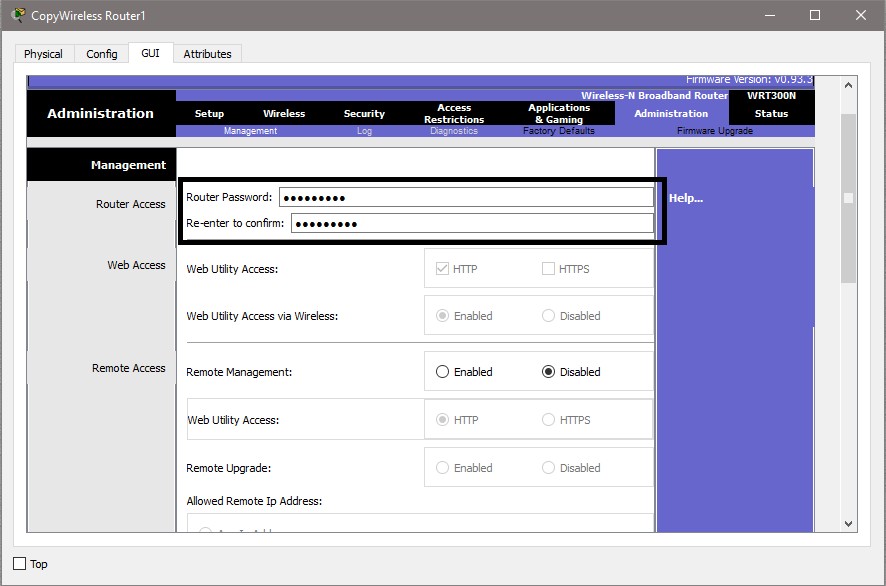 CopyWireless Router1
Physical Config GUI Attributes
Firmware Version: v0.93.3
Wireless-N Broadband Router WRT300N
Administration
Setup Wireless Security Access Restrictions Applications & Gaming Administration Status
Management Log Diagnostics Factory Defaults Firmware Upgrade
Management
Router Access
Router Password: •••••••••
Help...
Re-enter to confirm: •••••••••
Web Access
Web Utility Access: HTTP HTTPS
Web Utility Access via Wireless: Enabled Disabled
Remote Access
Remote Management: Enabled Disabled
Web Utility Access: HTTP HTTPS
Remote Upgrade: Enabled Disabled
Allowed Remote Ip Address:
Top